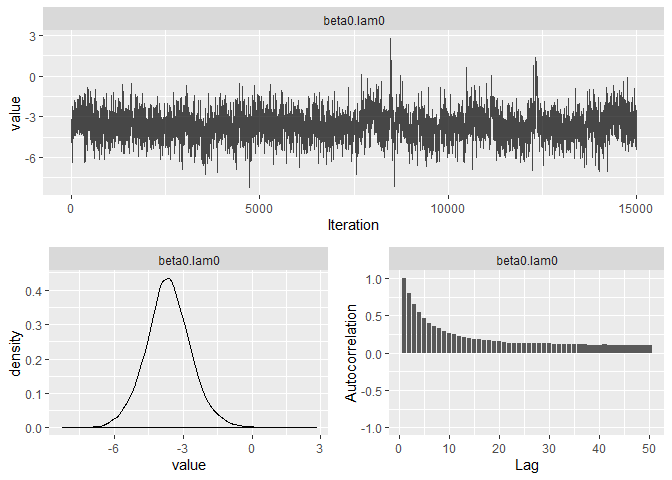 beta0.lam0
value
3
0
-3
-6
0 5000 10000 15000
Iteration
beta0.lam0
density
0.4
0.3
0.2
0.1
0.0
-6 -3 0 3
value
beta0.lam0
Autocorrelation
1.0
0.5
0.0
-0.5
-1.0
0 10 20 30 40 50
Lag